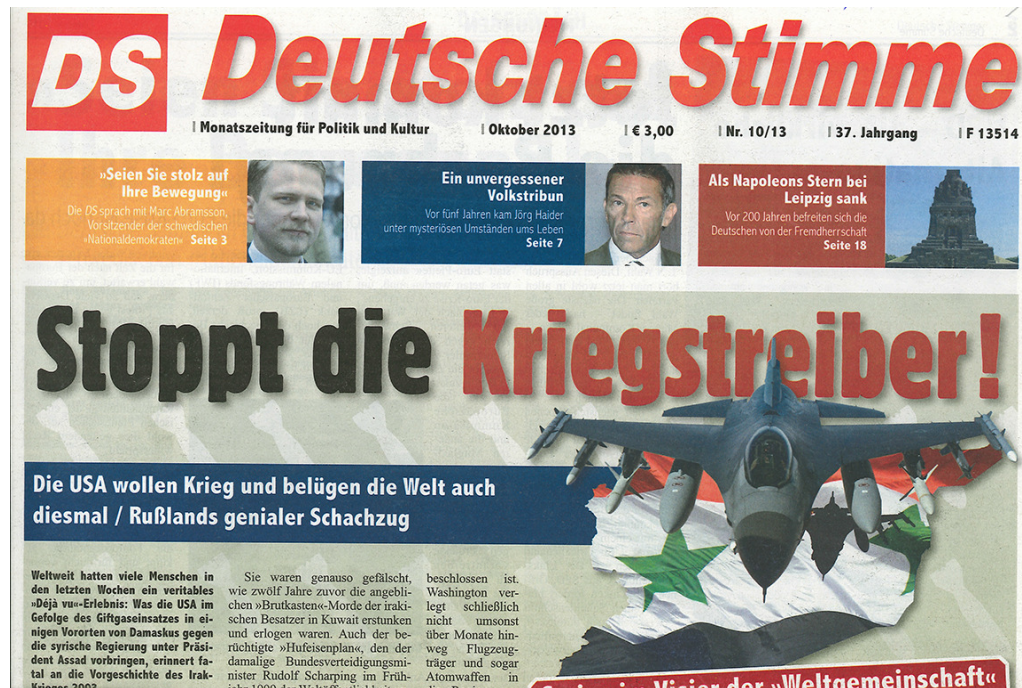 DS
Deutsche Stimme
Monatszeitung für Politik und Kultur
Oktober 2013
€ 3,00
Nr. 10/13
37. Jahrgang
F 13514
»Seien Sie stolz auf
Ihre Bewegung«
Die DS sprach mit Marc Abramsson,
Vorsitzender der schwedischen
»Nationaldemokraten« Seite 3
Ein unvergessener
Volkstribun
Vor fünf Jahren kam Jörg Haider
unter mysteriösen Umständen ums Leben
Seite 7
Als Napoleons Stern bei
Leipzig sank
Vor 200 Jahren befreiten sich die
Deutschen von der Fremdherrschaft
Seite 18
Stoppt die Kriegstreiber!
Die USA wollen Krieg und belügen die Welt auch
diesmal / Rußlands genialer Schachzug
Weltweit hatten viele Menschen in
den letzten Wochen ein veritables
»Déjà vu«-Erlebnis: Was die USA im
Gefolge des Giftgaseinsatzes in ei-
nigen Vororten von Damaskus gegen
die syrische Regierung unter Präsi-
dent Assad vorbringen, erinnert fa-
tal an die Vorgeschichte des Irak-
Krieges 2003
Sie waren genauso gefälscht,
wie zwölf Jahre zuvor die angebli-
chen »Brutkasten«-Morde der iraki-
schen Besatzer in Kuwait erstunken
und erlogen waren. Auch der be-
rüchtigte »Hufeisenplan«, den der
damalige Bundesverteidigungsmi-
nister Rudolf Scharping im Früh-
jahr 1999 der Weltöffentlichkeit
beschlossen ist.
Washington ver-
legt schließlich
nicht umsonst
über Monate hin-
weg Flugzeug-
träger und sogar
Atomwaffen in
im Visier der »Weltgemeinschaft«